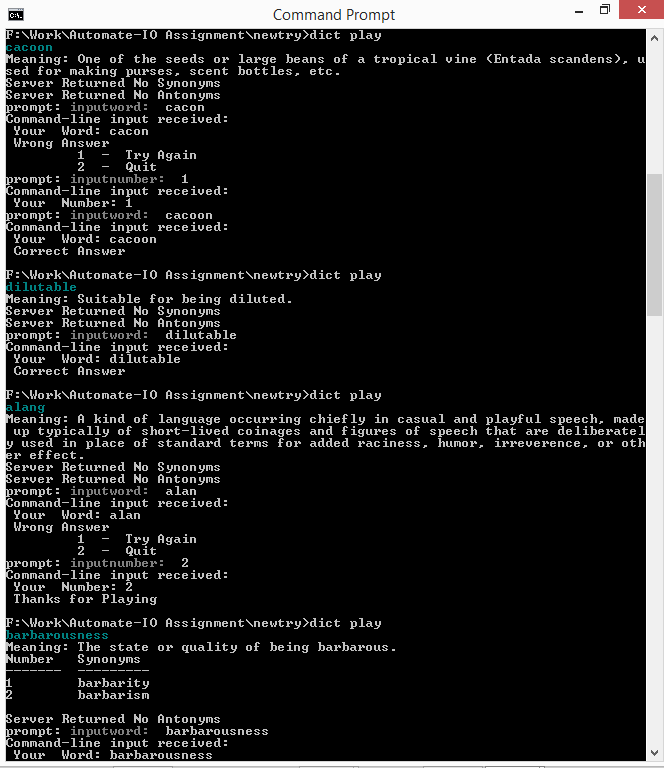 Command Prompt
F:\Work\Automate-IO Assignment\newtry>dict play
cacoon
Meaning: One of the seeds or large beans of a tropical vine (Entada scandens), u
sed for making purses, scent bottles, etc.
Server Returned No Synonyms
Server Returned No Antonyms
prompt: inputword:  cacon
Command-line input received:
 Your  Word: cacon
 Wrong Answer
         1  -  Try Again
         2  -  Quit
prompt: inputnumber:  1
Command-line input received:
 Your  Number: 1
prompt: inputword:  cacoon
Command-line input received:
 Your  Word: cacoon
 Correct Answer
F:\Work\Automate-IO Assignment\newtry>dict play
dilutable
Meaning: Suitable for being diluted.
Server Returned No Synonyms
Server Returned No Antonyms
prompt: inputword:  dilutable
Command-line input received:
 Your  Word: dilutable
 Correct Answer
F:\Work\Automate-IO Assignment\newtry>dict play
alang
Meaning: A kind of language occurring chiefly in casual and playful speech, made
 up typically of short-lived coinages and figures of speech that are deliberatel
y used in place of standard terms for added raciness, humor, irreverence, or oth
er effect.
Server Returned No Synonyms
Server Returned No Antonyms
prompt: inputword:  alan
Command-line input received:
 Your  Word: alan
 Wrong Answer
         1  -  Try Again
         2  -  Quit
prompt: inputnumber:  2
Command-line input received:
 Your  Number: 2
 Thanks for Playing
F:\Work\Automate-IO Assignment\newtry>dict play
barbarousness
Meaning: The state or quality of being barbarous.
Number   Synonyms
-------  ---------
1        barbarity
2        barbarism
Server Returned No Antonyms
prompt: inputword:  barbarousness
Command-line input received:
 Your  Word: barbarousness